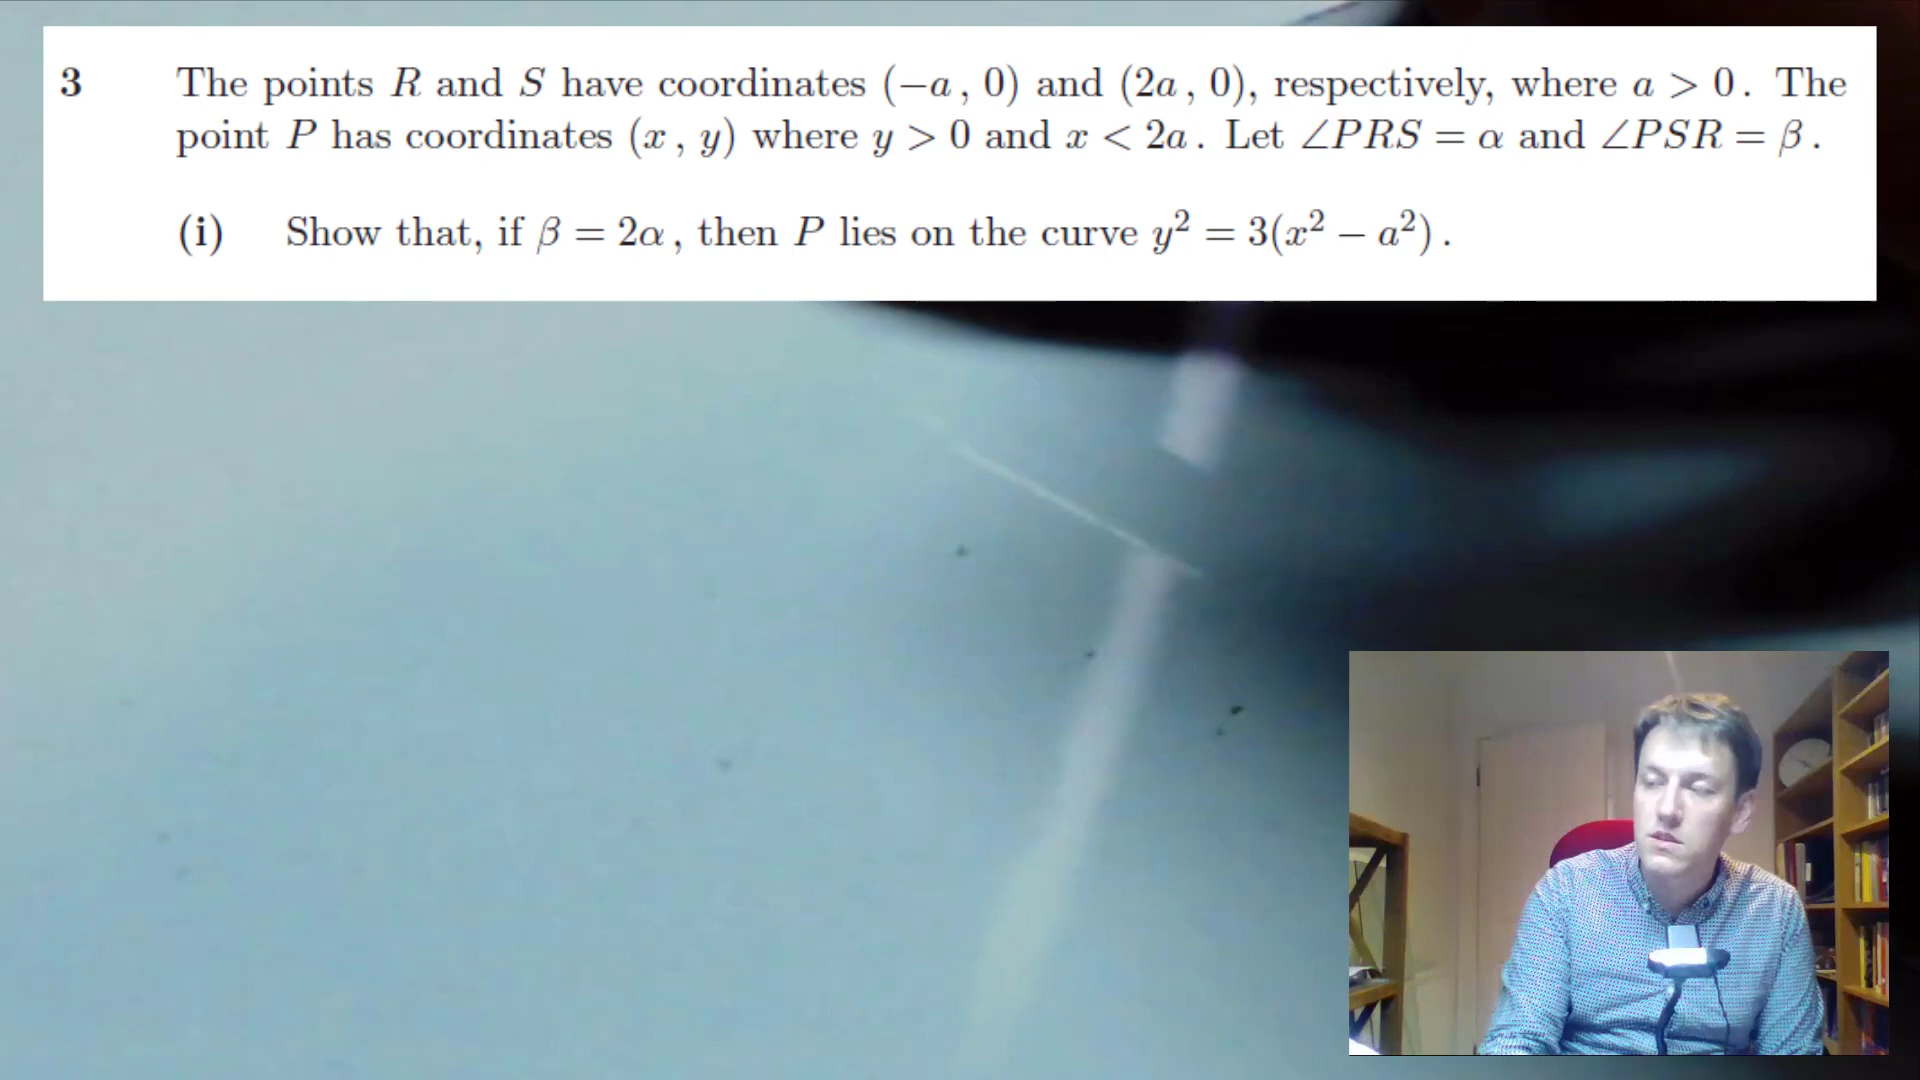 3 The points R and S have coordinates (−a, 0) and (2a, 0), respectively, where a > 0. The
point P has coordinates (x, y) where y > 0 and x < 2a. Let ∠PRS = α and ∠PSR = β.
(i) Show that, if β = 2α, then P lies on the curve y² = 3(x² − a²).